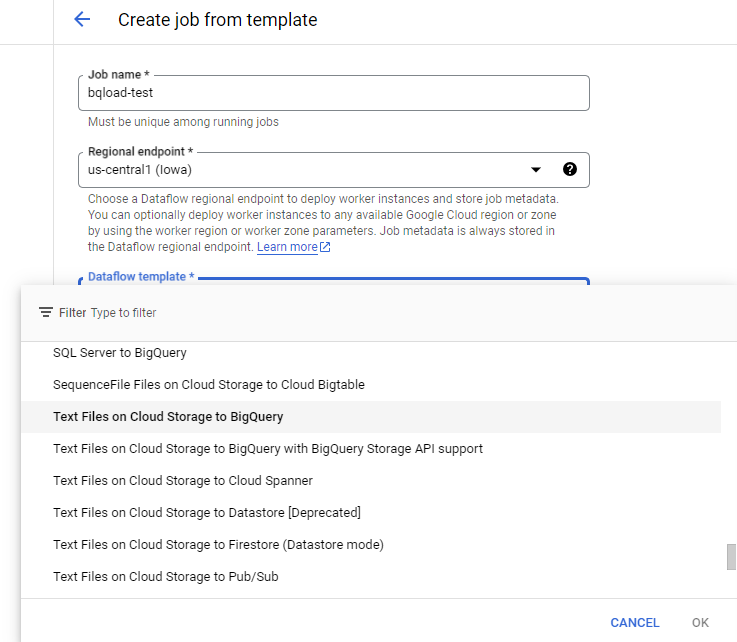 Create job from template
Job name *
bqload-test
Must be unique among running jobs
Regional endpoint *
us-central1 (Iowa)
Choose a Dataflow regional endpoint to deploy worker instances and store job metadata.
You can optionally deploy worker instances to any available Google Cloud region or zone
by using the worker region or worker zone parameters. Job metadata is always stored in
the Dataflow regional endpoint. Learn more
Dataflow template *
Filter Type to filter
SQL Server to BigQuery
SequenceFile Files on Cloud Storage to Cloud Bigtable
Text Files on Cloud Storage to BigQuery
Text Files on Cloud Storage to BigQuery with BigQuery Storage API support
Text Files on Cloud Storage to Cloud Spanner
Text Files on Cloud Storage to Datastore [Deprecated]
Text Files on Cloud Storage to Firestore (Datastore mode)
Text Files on Cloud Storage to Pub/Sub
CANCEL OK